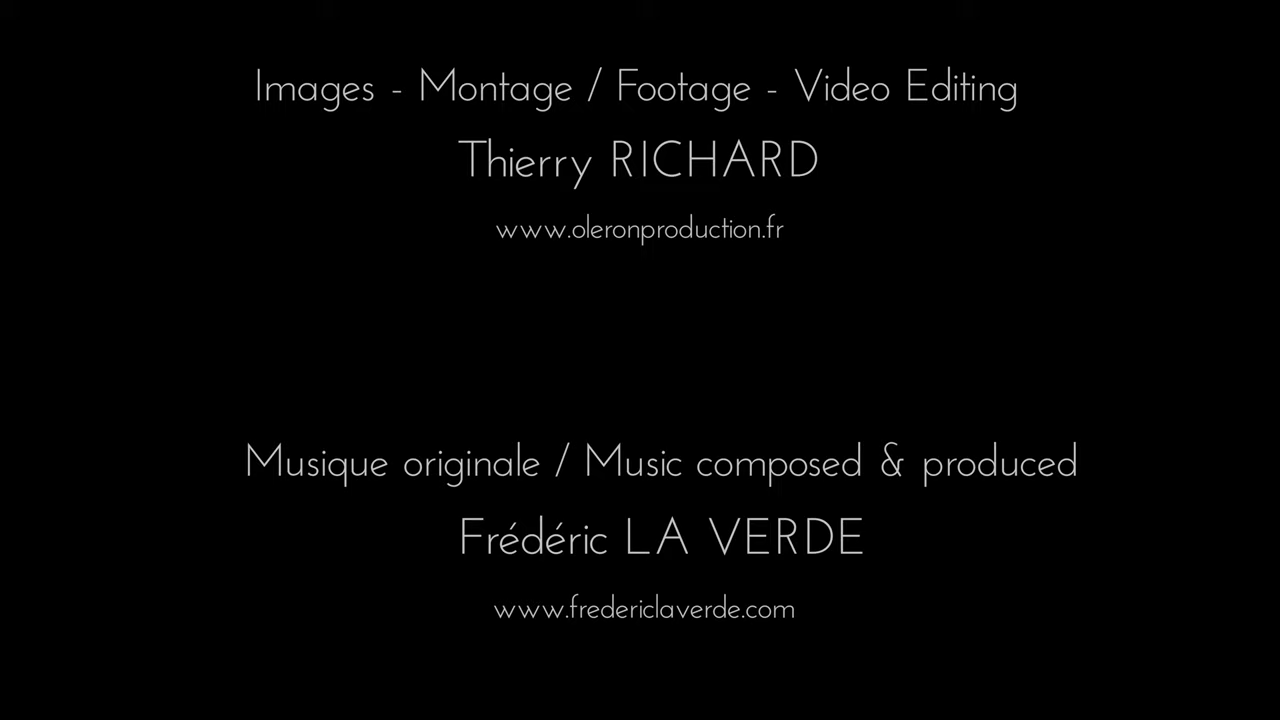 Images - Montage / Footage - Video Editing
Thierry RICHARD
www.oleronproduction.fr
Musique originale / Music composed & produced
Frédéric LA VERDE
www.fredericlaverde.com